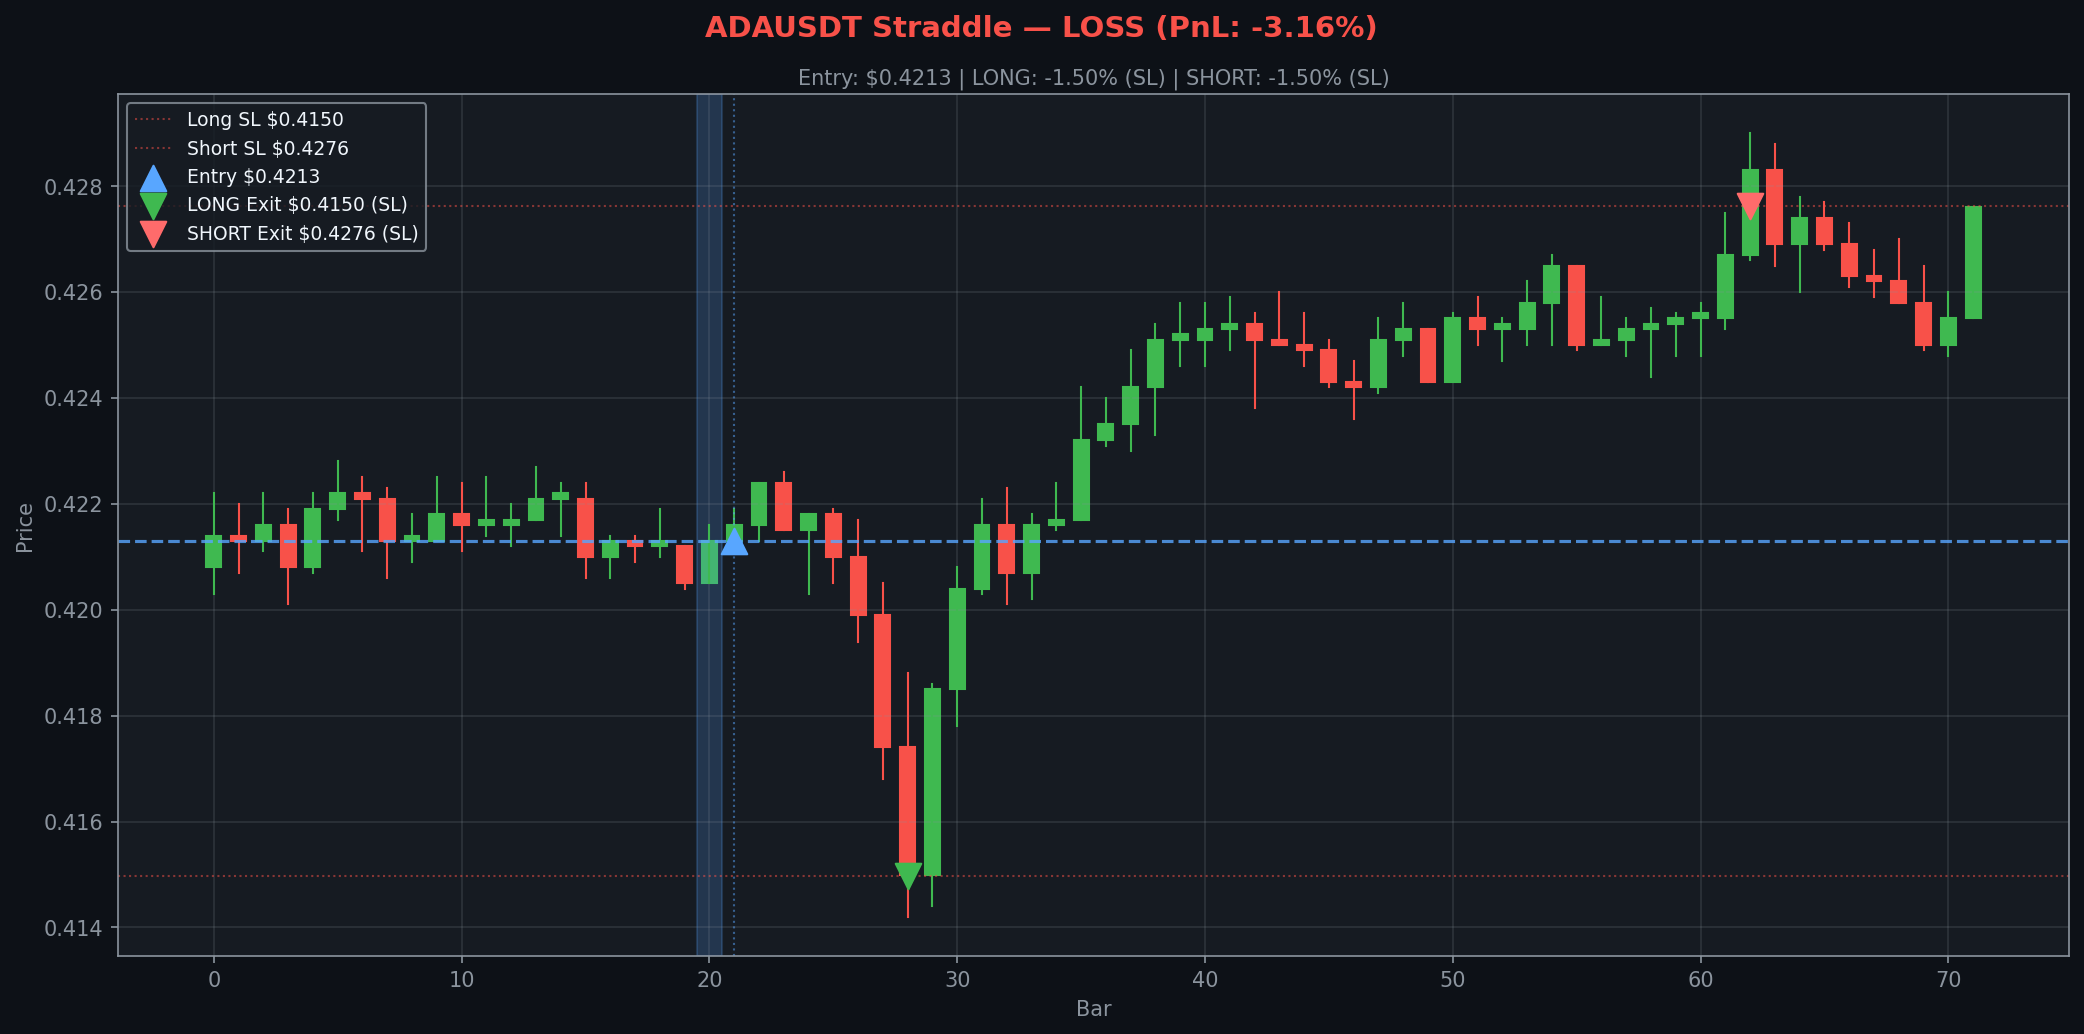 ADAUSDT Straddle — LOSS (PnL: -3.16%)
Entry: $0.4213 | LONG: -1.50% (SL) | SHORT: -1.50% (SL)
Long SL $0.4150
Short SL $0.4276
Entry $0.4213
LONG Exit $0.4150 (SL)
SHORT Exit $0.4276 (SL)
Price
0.428
0.426
0.424
0.422
0.420
0.418
0.416
0.414
0 10 20 30 40 50 60 70
Bar